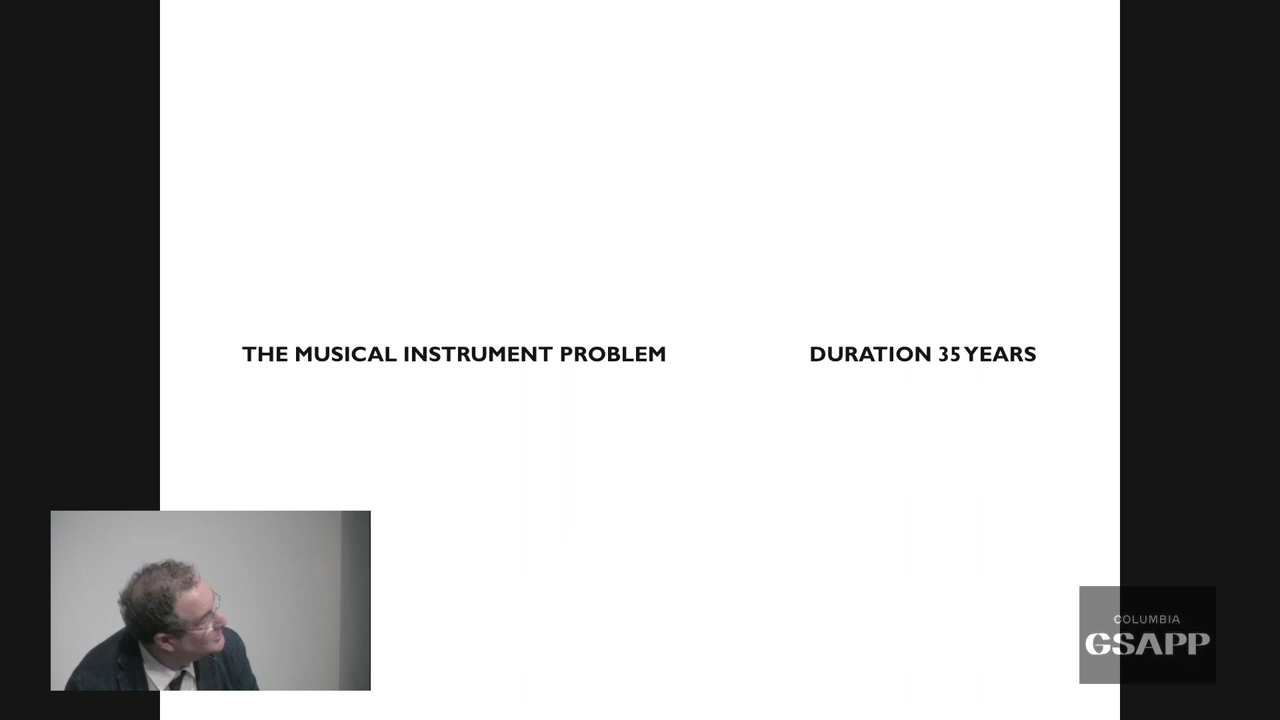 THE MUSICAL INSTRUMENT PROBLEM DURATION 35 YEARS
COLUMBIA
GSAPP